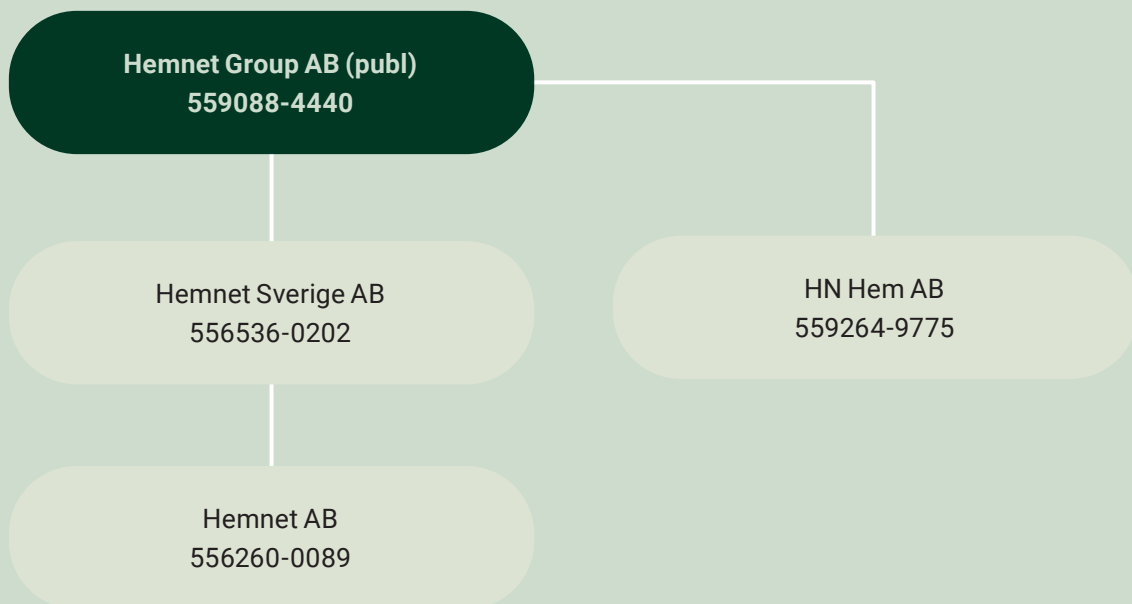 Hemnet Group AB (publ)
559088-4440
Hemnet Sverige AB
556536-0202
HN Hem AB
559264-9775
Hemnet AB
556260-0089